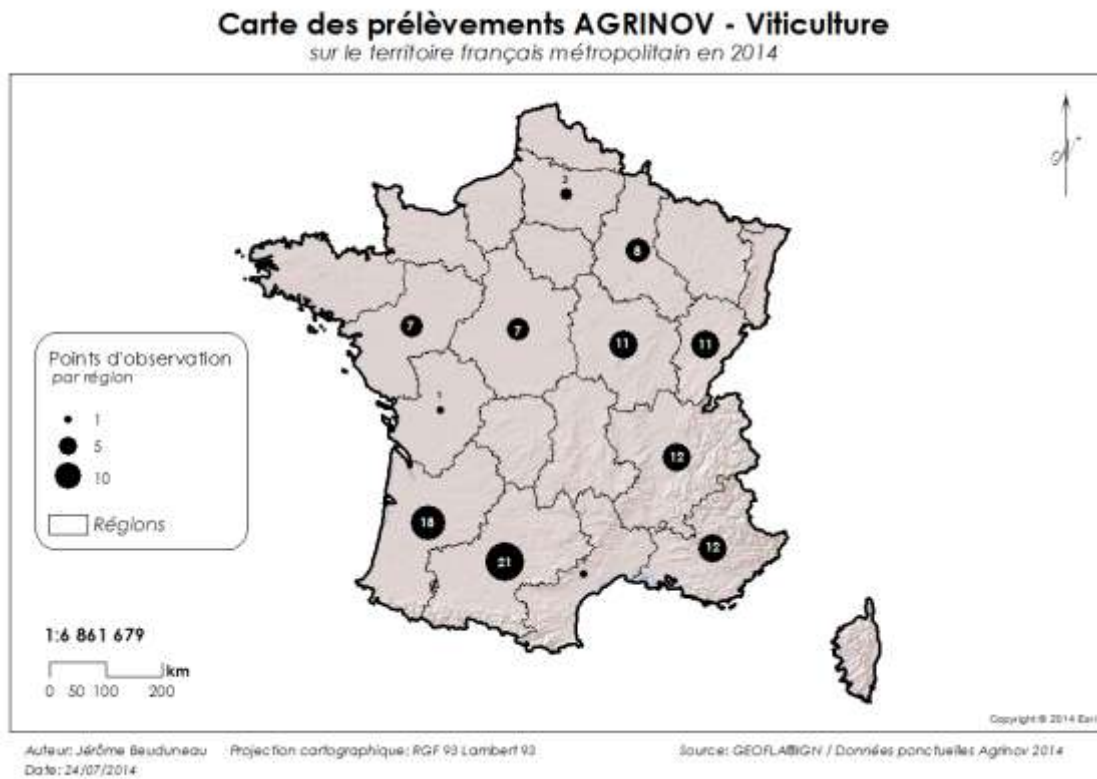 Carte des prélèvements AGRINOV - Viticulture
sur le territoire français métropolitain en 2014
N
7
7
11
11
1
12
18
12
21
Points d'observation
par région
1
5
10
Régions
1:6 861 679
km
0 50 100 200
Copyright © 2014 Esri
Auteur: Jérôme Beuduneau Projection cartographique: RGF 93 Lambert 93 Source: GEOFLA®IGN / Données ponctuelles Agrinov 2014
Date: 24/07/2014